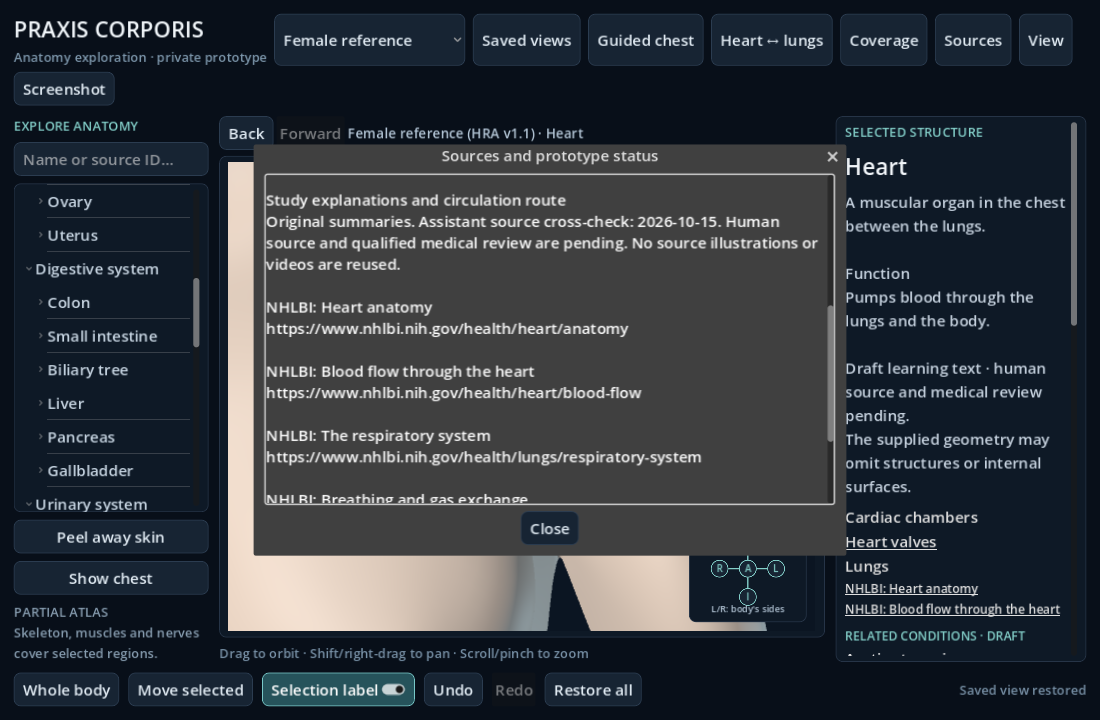 PRAXIS CORPORIS
Anatomy exploration · private prototype
Female reference
Saved views
Guided chest
Heart ↔ lungs
Coverage
Sources
View
Screenshot
EXPLORE ANATOMY
Name or source ID...
Ovary
Uterus
Digestive system
Colon
Small intestine
Biliary tree
Liver
Pancreas
Gallbladder
Urinary system
Peel away skin
Show chest
PARTIAL ATLAS
Skeleton, muscles and nerves
cover selected regions.
Back
Forward
Female reference (HRA v1.1) · Heart
Sources and prototype status
Study explanations and circulation route
Original summaries. Assistant source cross-check: 2026-10-15. Human
source and qualified medical review are pending. No source illustrations or
videos are reused.
NHLBI: Heart anatomy
https://www.nhlbi.nih.gov/health/heart/anatomy
NHLBI: Blood flow through the heart
https://www.nhlbi.nih.gov/health/heart/blood-flow
NHLBI: The respiratory system
https://www.nhlbi.nih.gov/health/lungs/respiratory-system
NHLBI: Breathing and gas exchange
Close
R A L
I
L/R: body's sides
Drag to orbit · Shift/right-drag to pan · Scroll/pinch to zoom
SELECTED STRUCTURE
Heart
A muscular organ in the chest
between the lungs.
Function
Pumps blood through the
lungs and the body.
Draft learning text · human
source and medical review
pending.
The supplied geometry may
omit structures or internal
surfaces.
Cardiac chambers
Heart valves
Lungs
NHLBI: Heart anatomy
NHLBI: Blood flow through the heart
RELATED CONDITIONS · DRAFT
Whole body
Move selected
Selection label
Undo
Redo
Restore all
Saved view restored